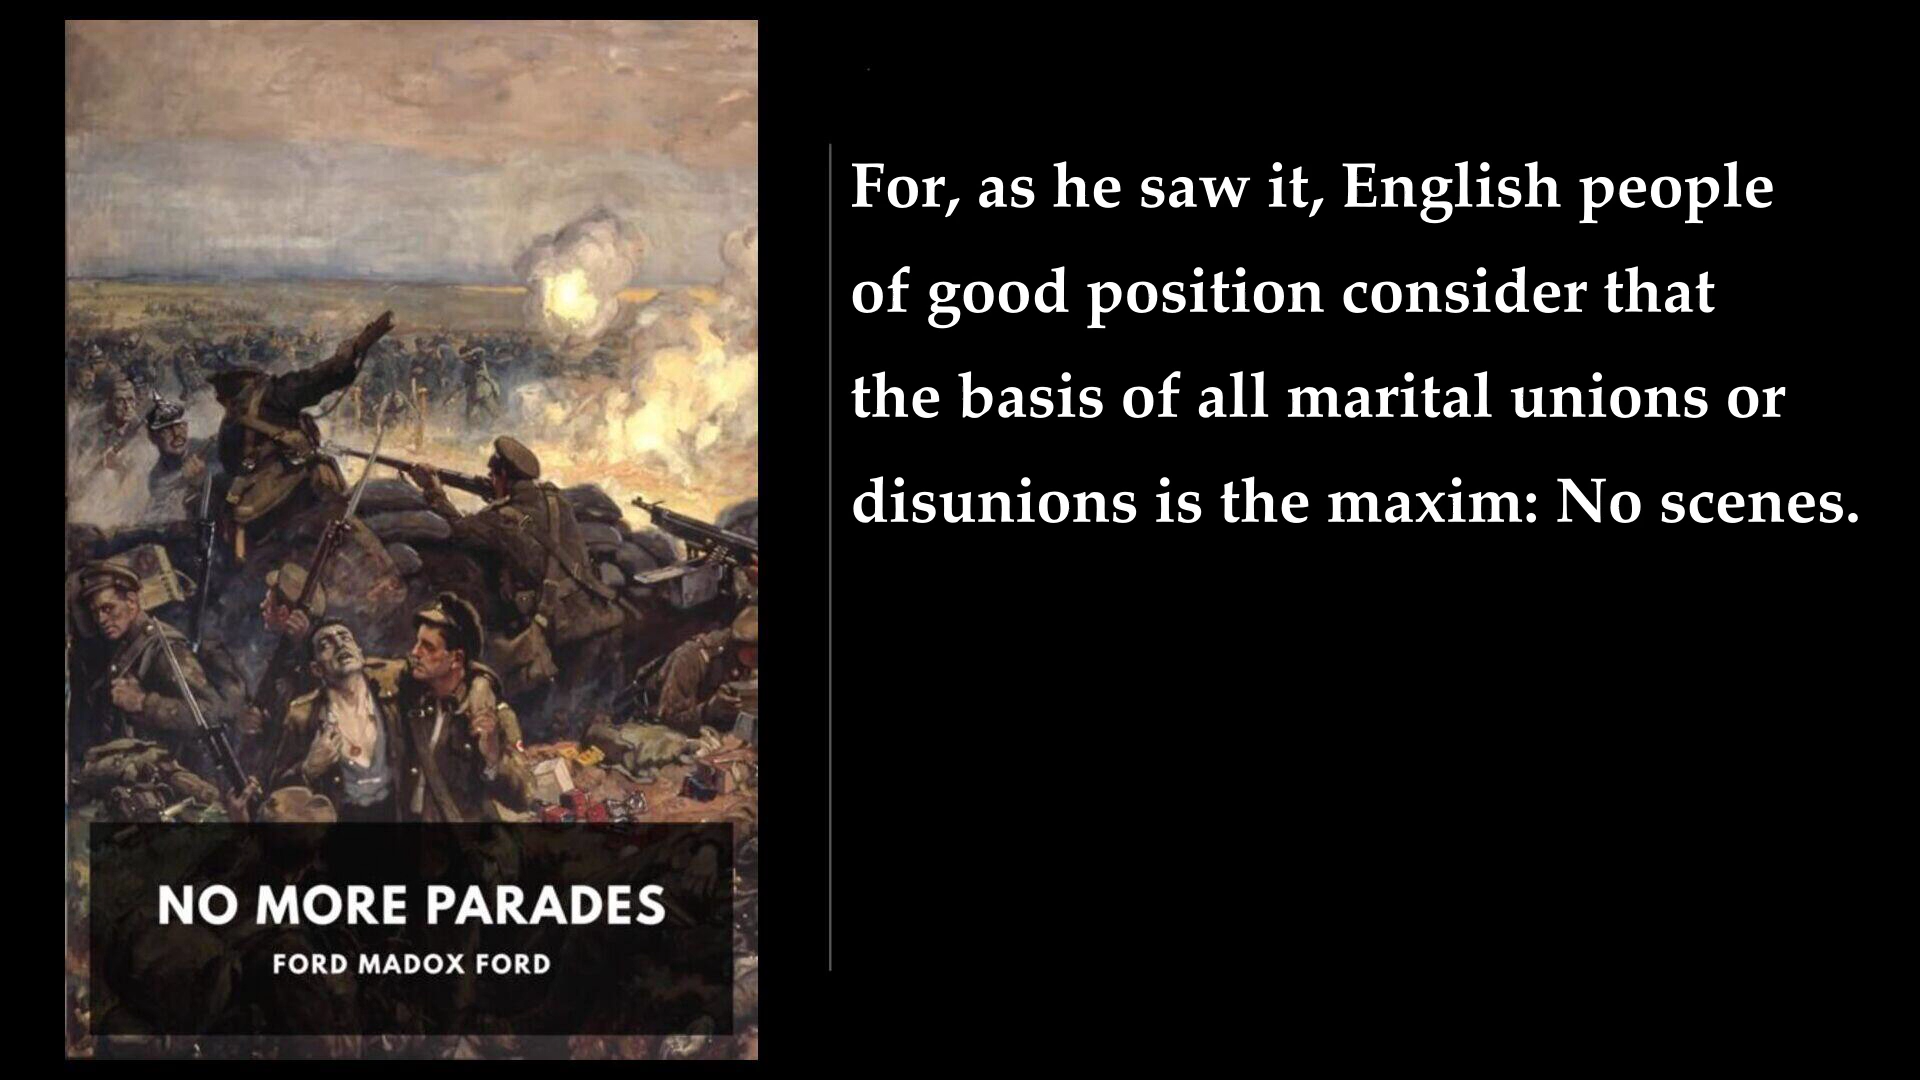 For, as he saw it, English people
of good position consider that
the basis of all marital unions or
disunions is the maxim: No scenes.
NO MORE PARADES
FORD MADOX FORD